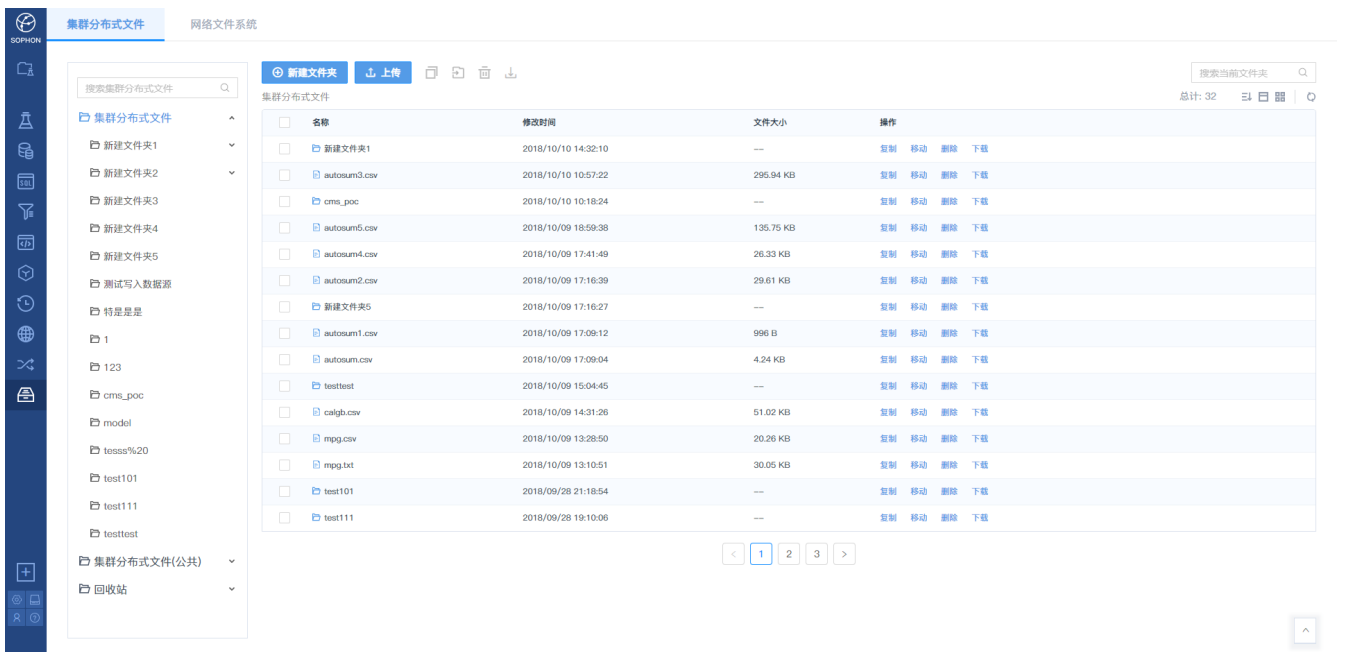 SOPHON
集群分布式文件 网络文件系统
搜索集群分布式文件
集群分布式文件
新建文件夹1
新建文件夹2
新建文件夹3
新建文件夹4
新建文件夹5
测试写入数据源
特是是是
1
123
cms_poc
model
tesss%20
test101
test111
testtest
集群分布式文件(公共)
回收站
新建文件夹 上传
搜索当前文件夹
集群分布式文件
总计: 32
名称 修改时间 文件大小 操作
新建文件夹1 2018/10/10 14:32:10 — 复制 移动 删除 下载
autosum3.csv 2018/10/10 10:57:22 295.94 KB 复制 移动 删除 下载
cms_poc 2018/10/10 10:18:24 — 复制 移动 删除 下载
autosum5.csv 2018/10/09 18:59:38 135.75 KB 复制 移动 删除 下载
autosum4.csv 2018/10/09 17:41:49 26.33 KB 复制 移动 删除 下载
autosum2.csv 2018/10/09 17:16:39 29.61 KB 复制 移动 删除 下载
新建文件夹5 2018/10/09 17:16:27 — 复制 移动 删除 下载
autosum1.csv 2018/10/09 17:09:12 996 B 复制 移动 删除 下载
autosum.csv 2018/10/09 17:09:04 4.24 KB 复制 移动 删除 下载
testtest 2018/10/09 15:04:45 — 复制 移动 删除 下载
calgb.csv 2018/10/09 14:31:26 51.02 KB 复制 移动 删除 下载
mpg.csv 2018/10/09 13:28:50 20.26 KB 复制 移动 删除 下载
mpg.txt 2018/10/09 13:10:51 30.05 KB 复制 移动 删除 下载
test101 2018/09/28 21:18:54 — 复制 移动 删除 下载
test111 2018/09/28 19:10:06 — 复制 移动 删除 下载
< 1 2 3 >
SQL